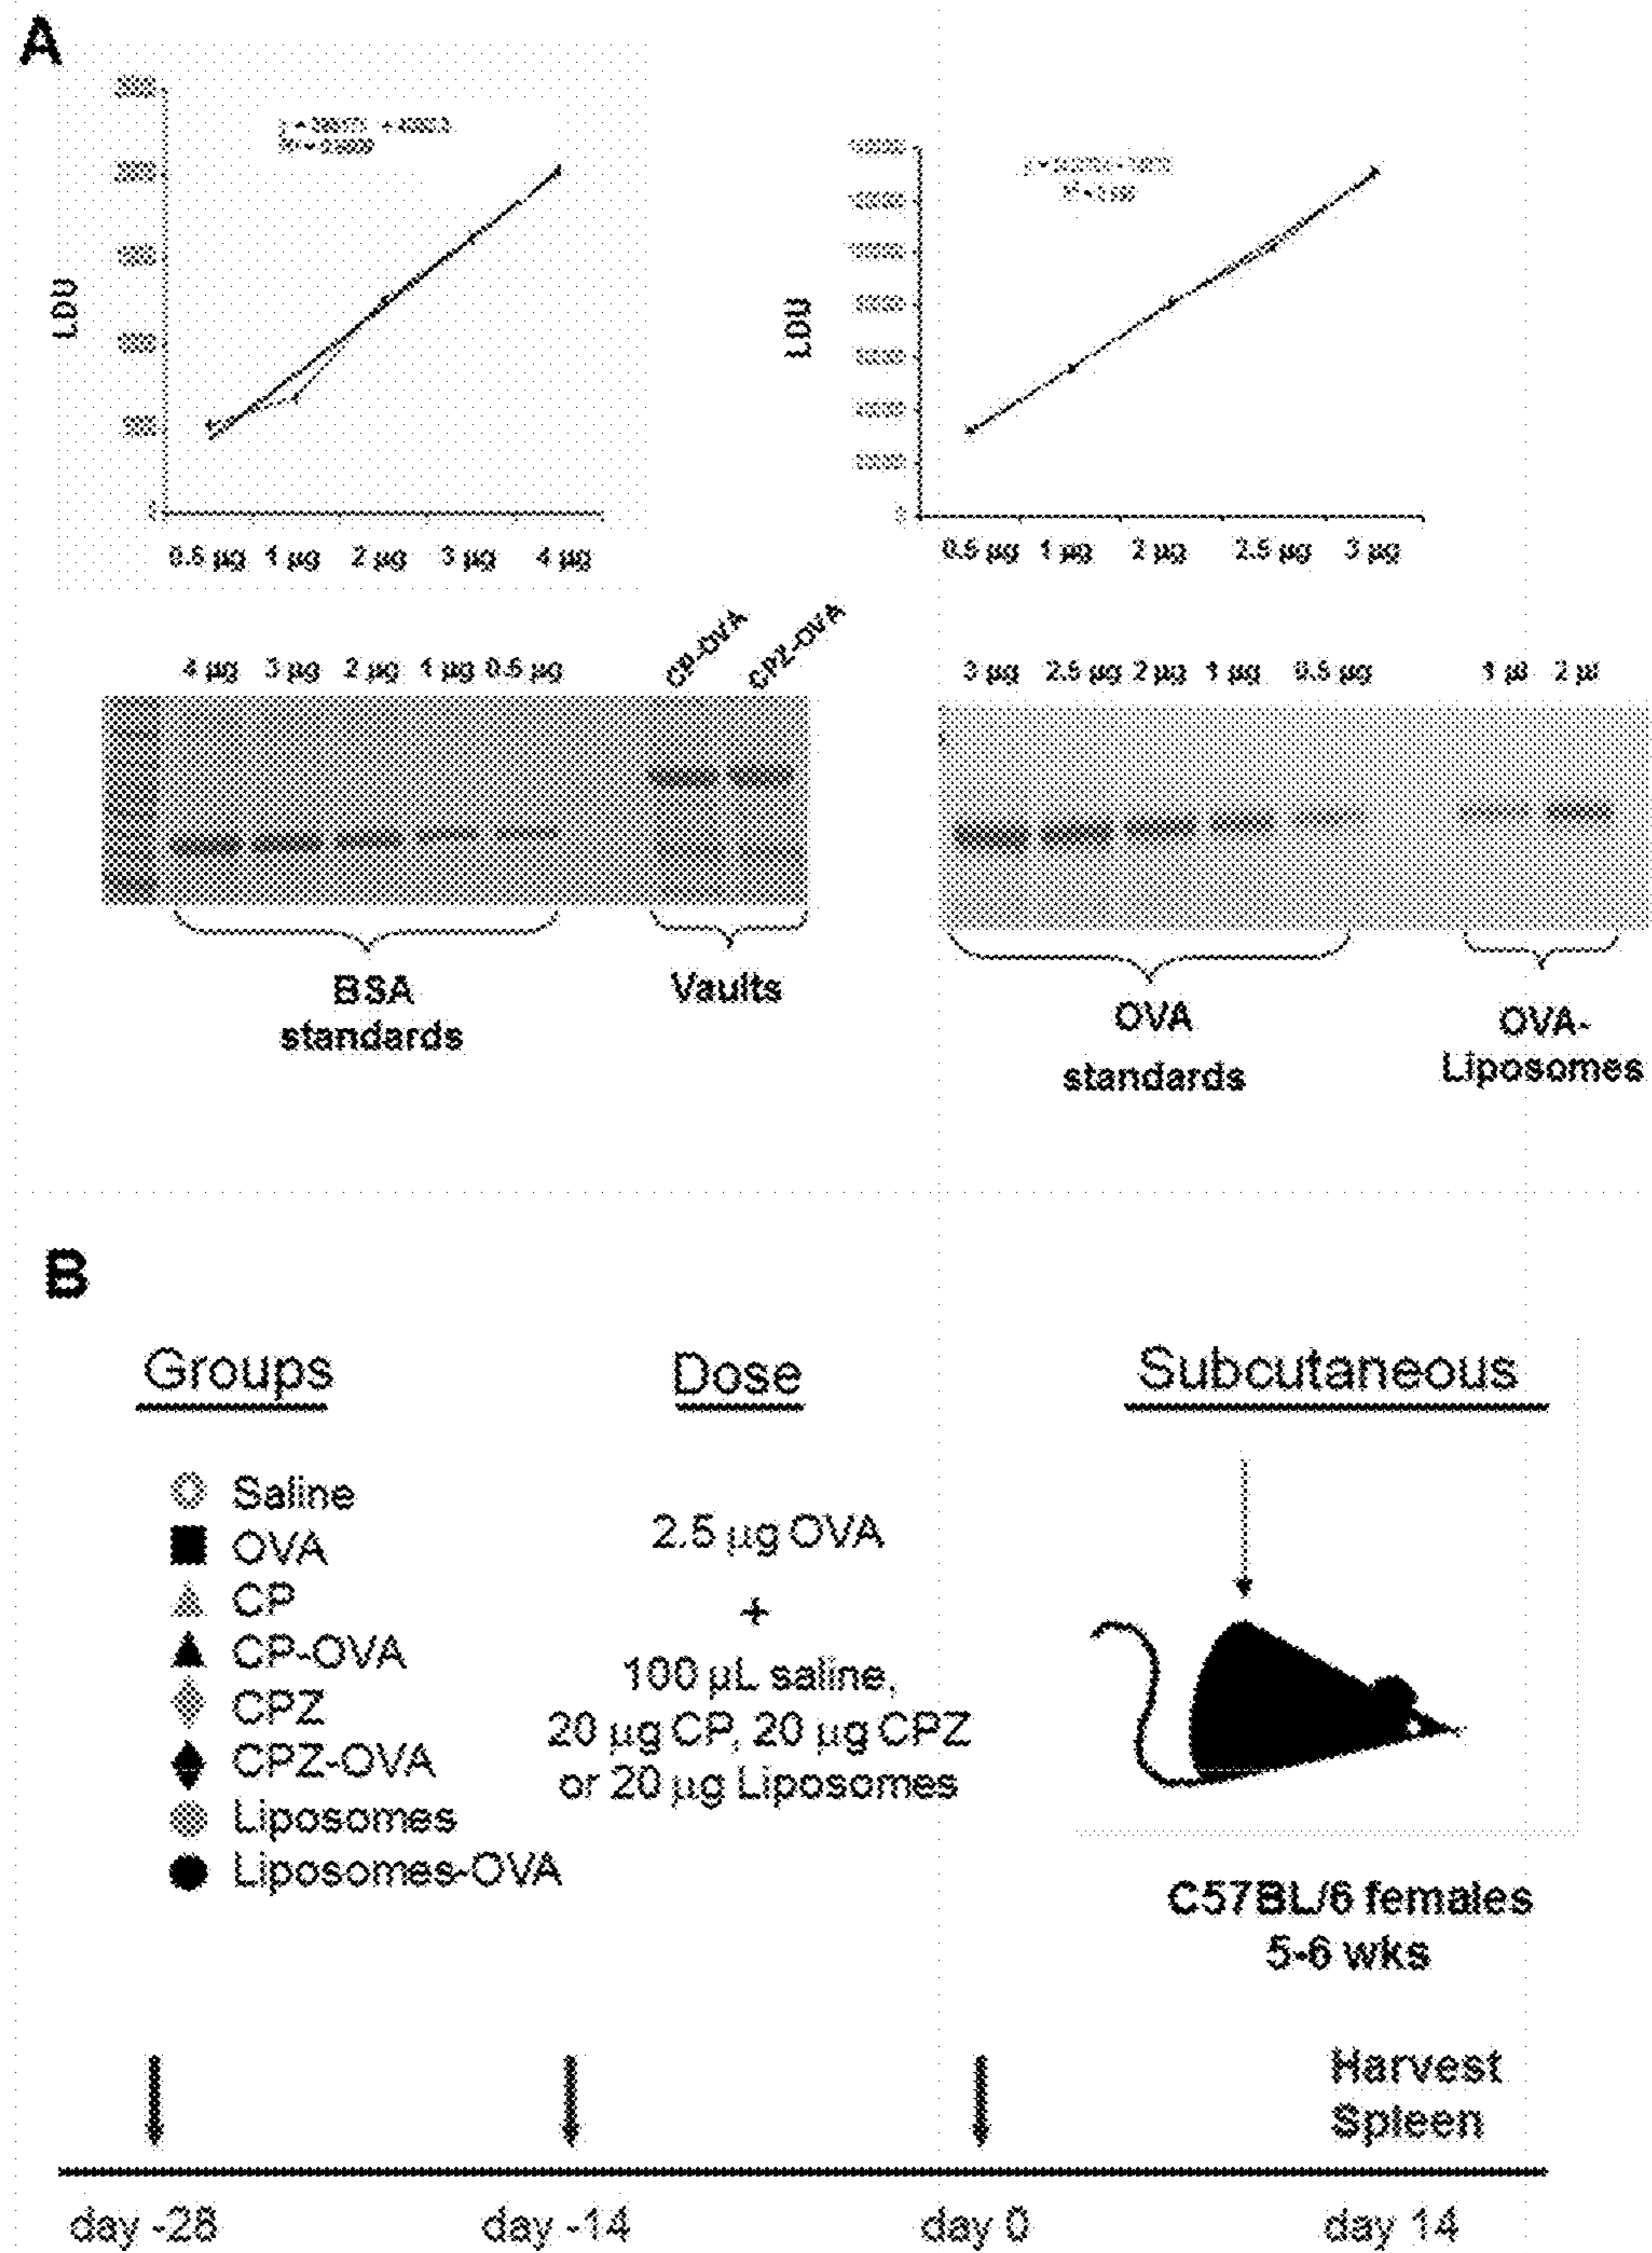 A
LDU
0.5 µg 1 µg 2 µg 3 µg 4 µg
LDU
0.5 µg 1 µg 2 µg 2.5 µg 3 µg
4 µg 3 µg 2 µg 1 µg 0.5 µg CP-OVA CPZ-OVA
BSA
standards
Vaults
3 µg 2.5 µg 2 µg 1 µg 0.5 µg 1 µl 2 µl
OVA
standards
OVA-
Liposomes
B
Groups
Saline
OVA
CP
CP-OVA
CPZ
CPZ-OVA
Liposomes
Liposomes-OVA
Dose
2.5 µg OVA
+
100 µL saline,
20 µg CP, 20 µg CPZ
or 20 µg Liposomes
Subcutaneous
C57BL/6 females
5-6 wks
Harvest
Spleen
day -28 day -14 day 0 day 14